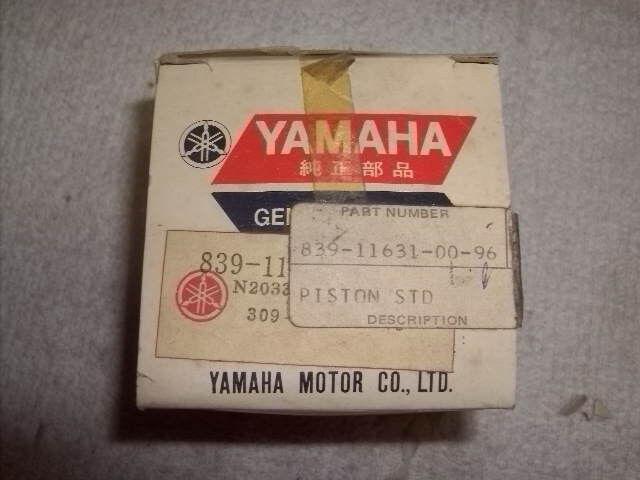 YAMAHA
純正部品
GEN
PART NUMBER
839-11
839-11631-00-96
N2033
PISTON STD
309
DESCRIPTION
YAMAHA MOTOR CO., LTD.